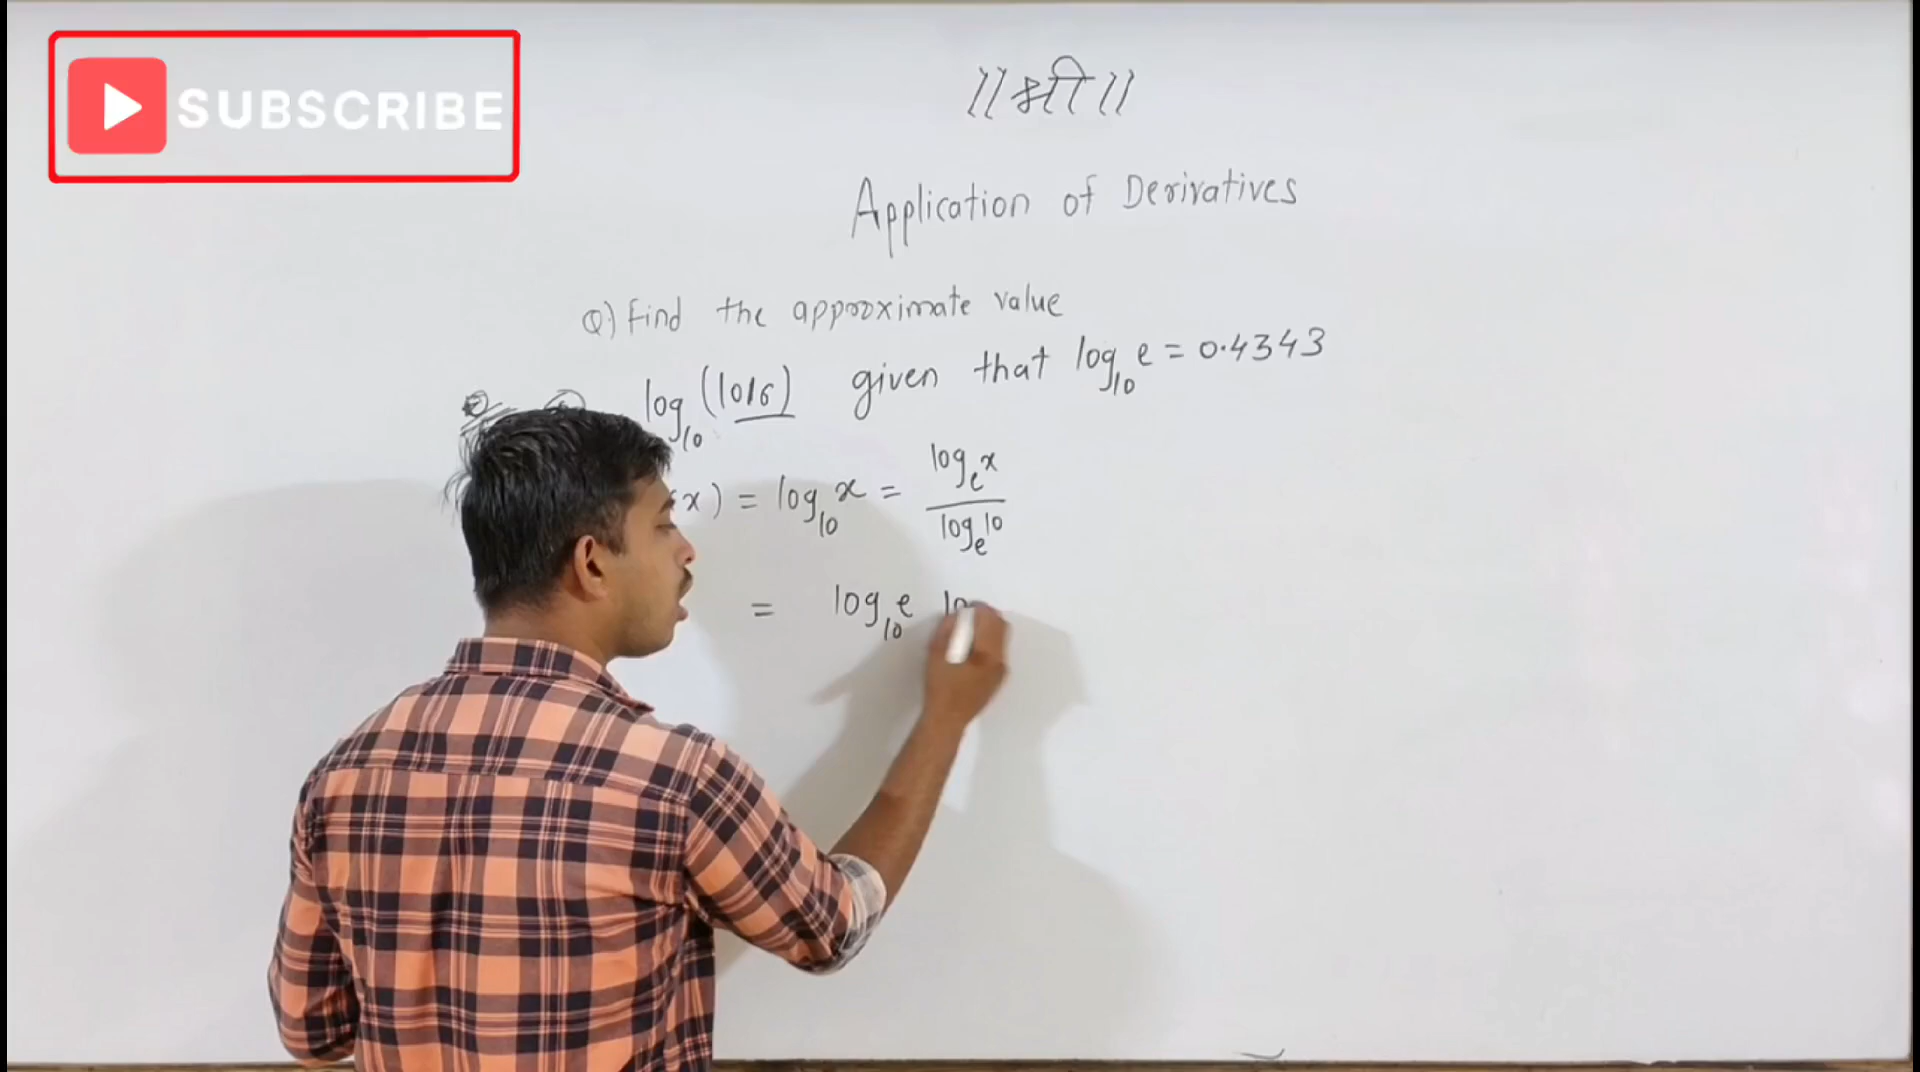 SUBSCRIBE
॥ श्री ॥
Application of Derivatives
Q) Find the approximate value
log₁₀(1016) given that log₁₀ e = 0.4343
(x) = log₁₀ x = logₑ x / logₑ 10
= log₁₀ e lo